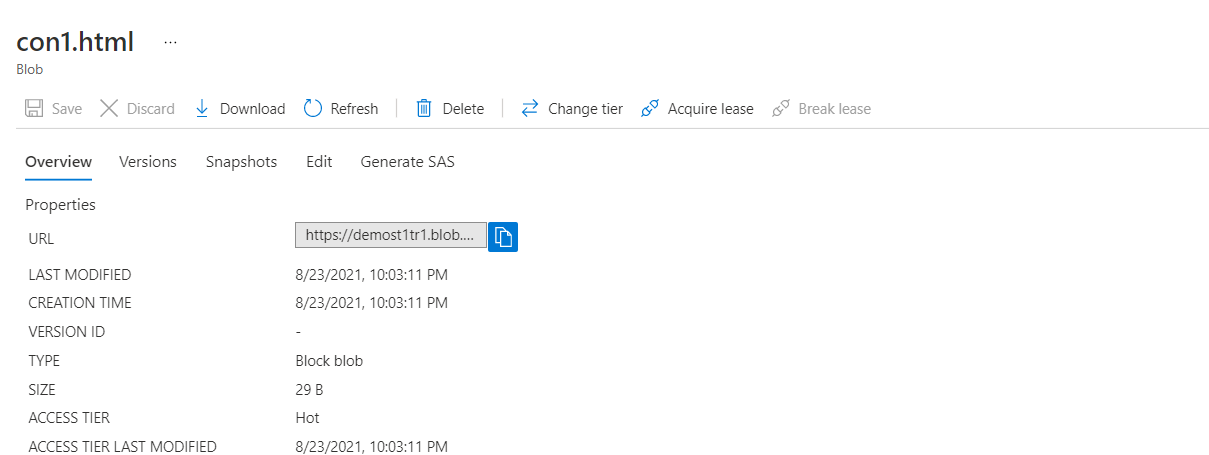 con1.html ...
Blob
Save Discard Download Refresh Delete Change tier Acquire lease Break lease
Overview Versions Snapshots Edit Generate SAS
Properties
URL https://demost1tr1.blob....
LAST MODIFIED 8/23/2021, 10:03:11 PM
CREATION TIME 8/23/2021, 10:03:11 PM
VERSION ID -
TYPE Block blob
SIZE 29 B
ACCESS TIER Hot
ACCESS TIER LAST MODIFIED 8/23/2021, 10:03:11 PM